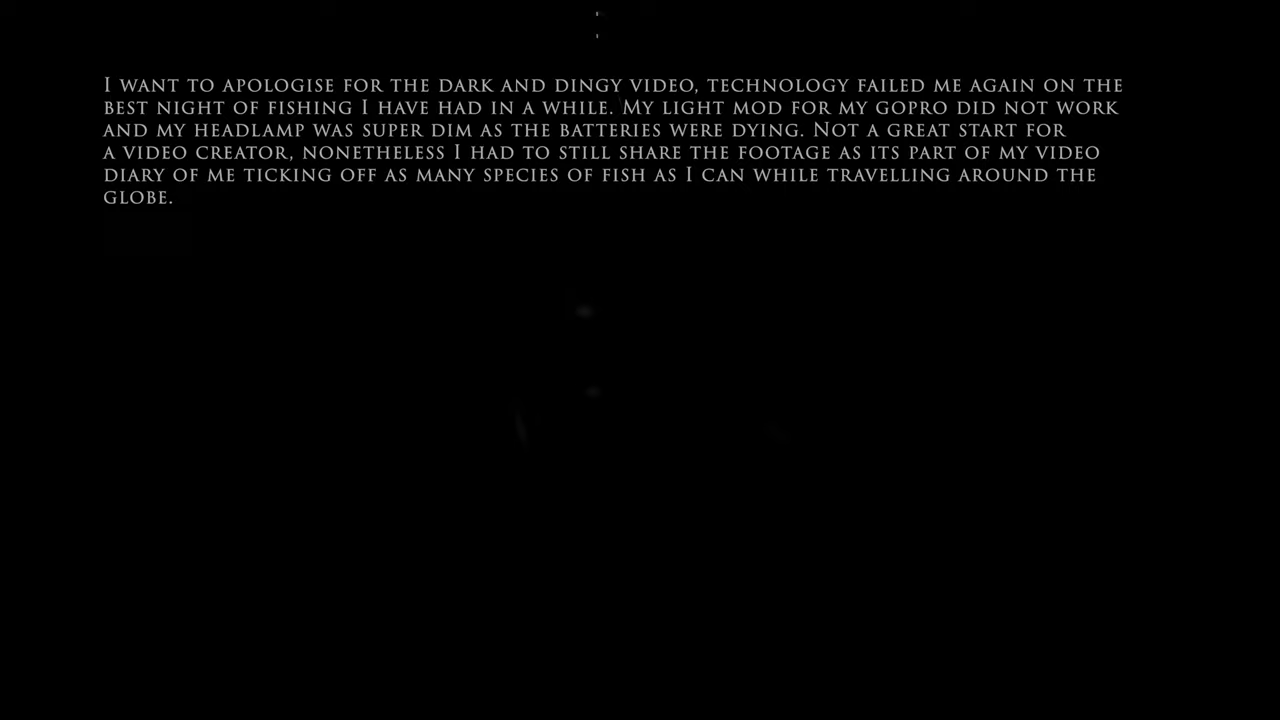 I WANT TO APOLOGISE FOR THE DARK AND DINGY VIDEO, TECHNOLOGY FAILED ME AGAIN ON THE
BEST NIGHT OF FISHING I HAVE HAD IN A WHILE. MY LIGHT MOD FOR MY GOPRO DID NOT WORK
AND MY HEADLAMP WAS SUPER DIM AS THE BATTERIES WERE DYING. NOT A GREAT START FOR
A VIDEO CREATOR, NONETHELESS I HAD TO STILL SHARE THE FOOTAGE AS ITS PART OF MY VIDEO
DIARY OF ME TICKING OFF AS MANY SPECIES OF FISH AS I CAN WHILE TRAVELLING AROUND THE
GLOBE.